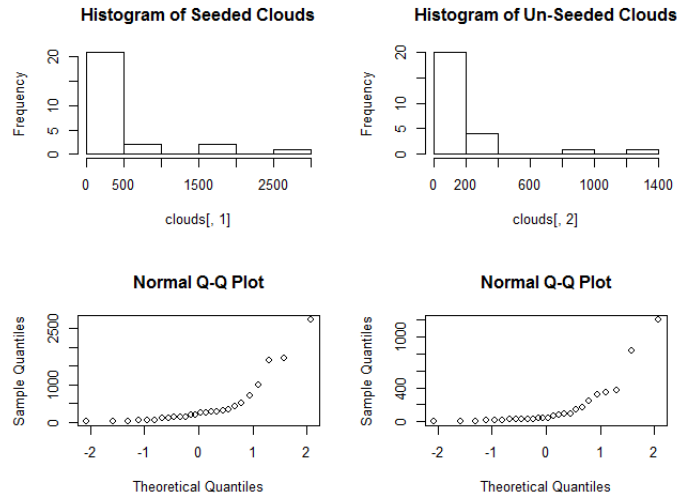 Histogram of Seeded Clouds
Frequency
0 5 10 20
0 500 1500 2500
clouds[, 1]
Histogram of Un-Seeded Clouds
Frequency
0 5 10 20
0 200 600 1000 1400
clouds[, 2]
Normal Q-Q Plot
Sample Quantiles
0 1000 2500
-2 -1 0 1 2
Theoretical Quantiles
Normal Q-Q Plot
Sample Quantiles
0 400 1000
-2 -1 0 1 2
Theoretical Quantiles